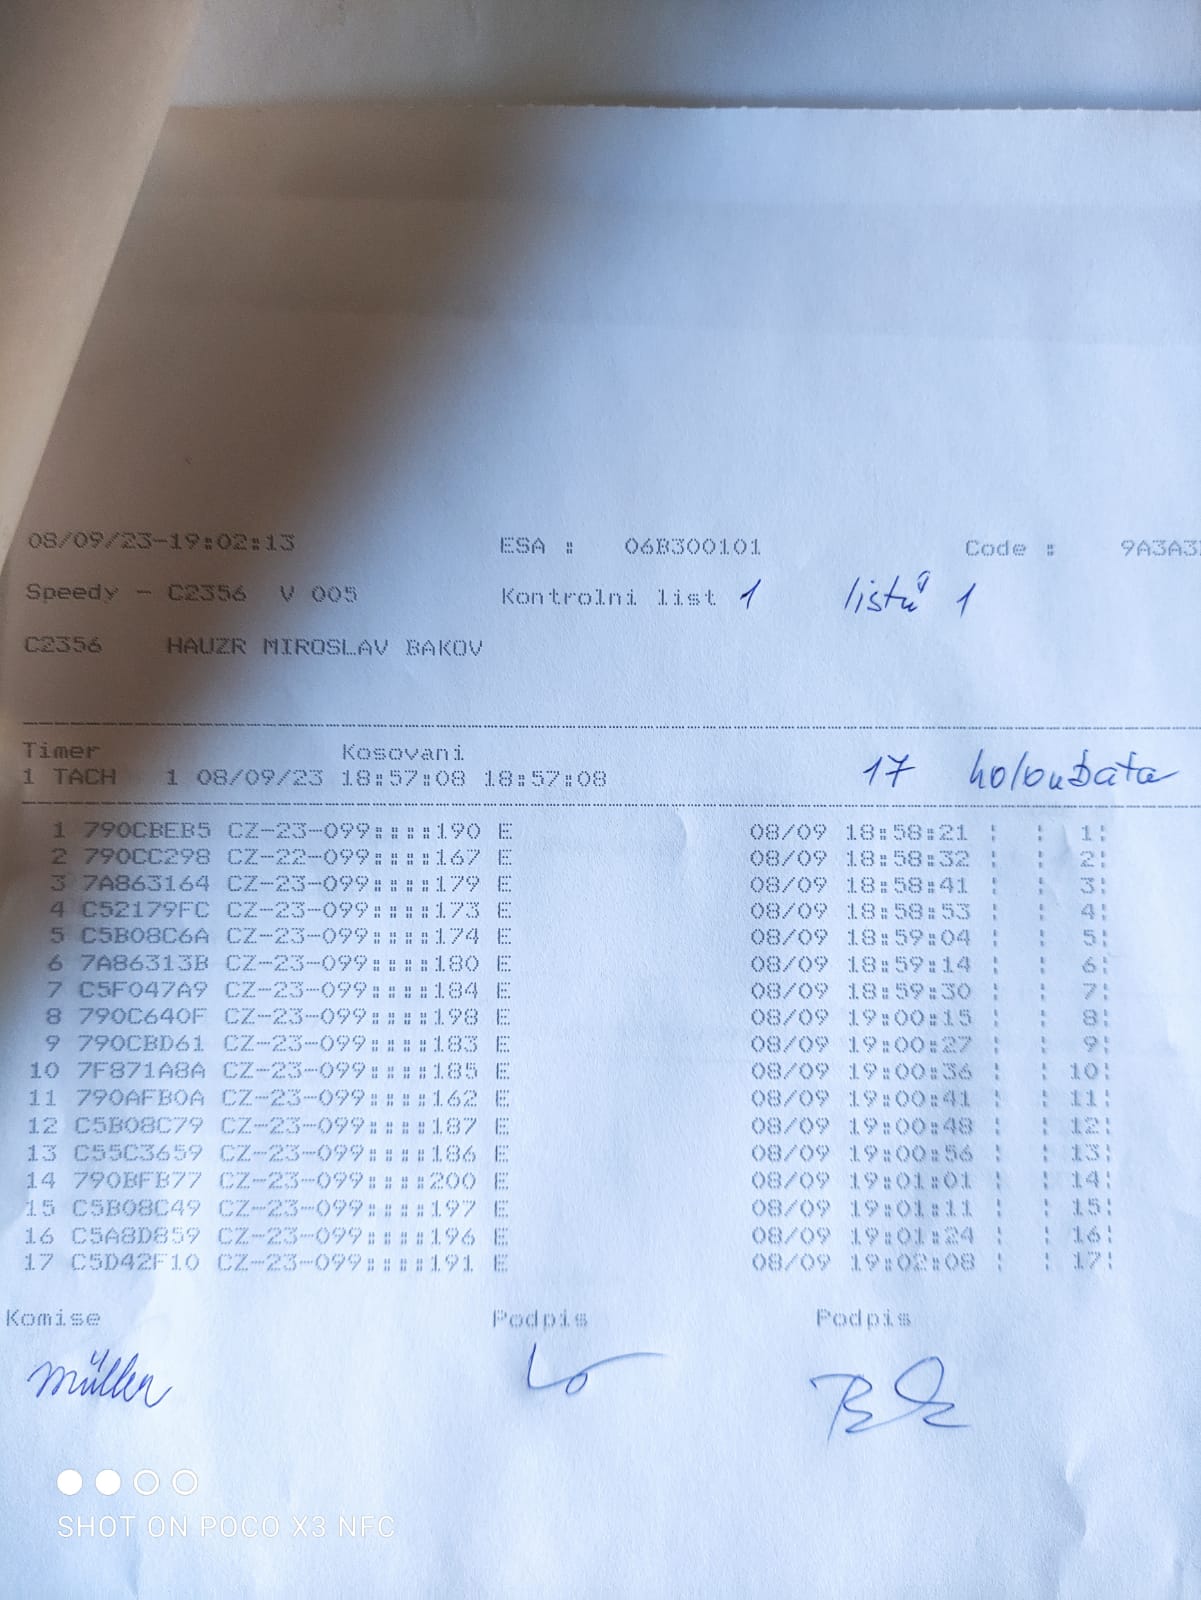 08/09/23-19:02:13 ESA : 06B300101 Code : 9A3A3
Speedy - C2356 V 005 Kontrolni list 1 listů 1
C2356 HAUZR MIROSLAV BAKOV
Timer Kosovani
1 TACH 1 08/09/23 18:57:08 18:57:08 17 holoubata
1 790CBEB5 CZ-23-099::::190 E 08/09 18:58:21 : : 1:
2 790CC298 CZ-22-099::::167 E 08/09 18:58:32 : : 2:
3 7A863164 CZ-23-099::::179 E 08/09 18:58:41 : : 3:
4 C52179FC CZ-23-099::::173 E 08/09 18:58:53 : : 4:
5 C5B08C6A CZ-23-099::::174 E 08/09 18:59:04 : : 5:
6 7A86313B CZ-23-099::::180 E 08/09 18:59:14 : : 6:
7 C5F047A9 CZ-23-099::::184 E 08/09 18:59:30 : : 7:
8 790C640F CZ-23-099::::198 E 08/09 19:00:15 : : 8:
9 790CBD61 CZ-23-099::::183 E 08/09 19:00:27 : : 9:
10 7F871A8A CZ-23-099::::185 E 08/09 19:00:36 : : 10:
11 790AFB0A CZ-23-099::::162 E 08/09 19:00:41 : : 11:
12 C5B08C79 CZ-23-099::::187 E 08/09 19:00:48 : : 12:
13 C55C3659 CZ-23-099::::186 E 08/09 19:00:56 : : 13:
14 790BFB77 CZ-23-099::::200 E 08/09 19:01:01 : : 14:
15 C5B08C49 CZ-23-099::::197 E 08/09 19:01:11 : : 15:
16 C5A8D859 CZ-23-099::::196 E 08/09 19:01:24 : : 16:
17 C5D42F10 CZ-23-099::::191 E 08/09 19:02:08 : : 17:
Komise Podpis Podpis
Müller
SHOT ON POCO X3 NFC